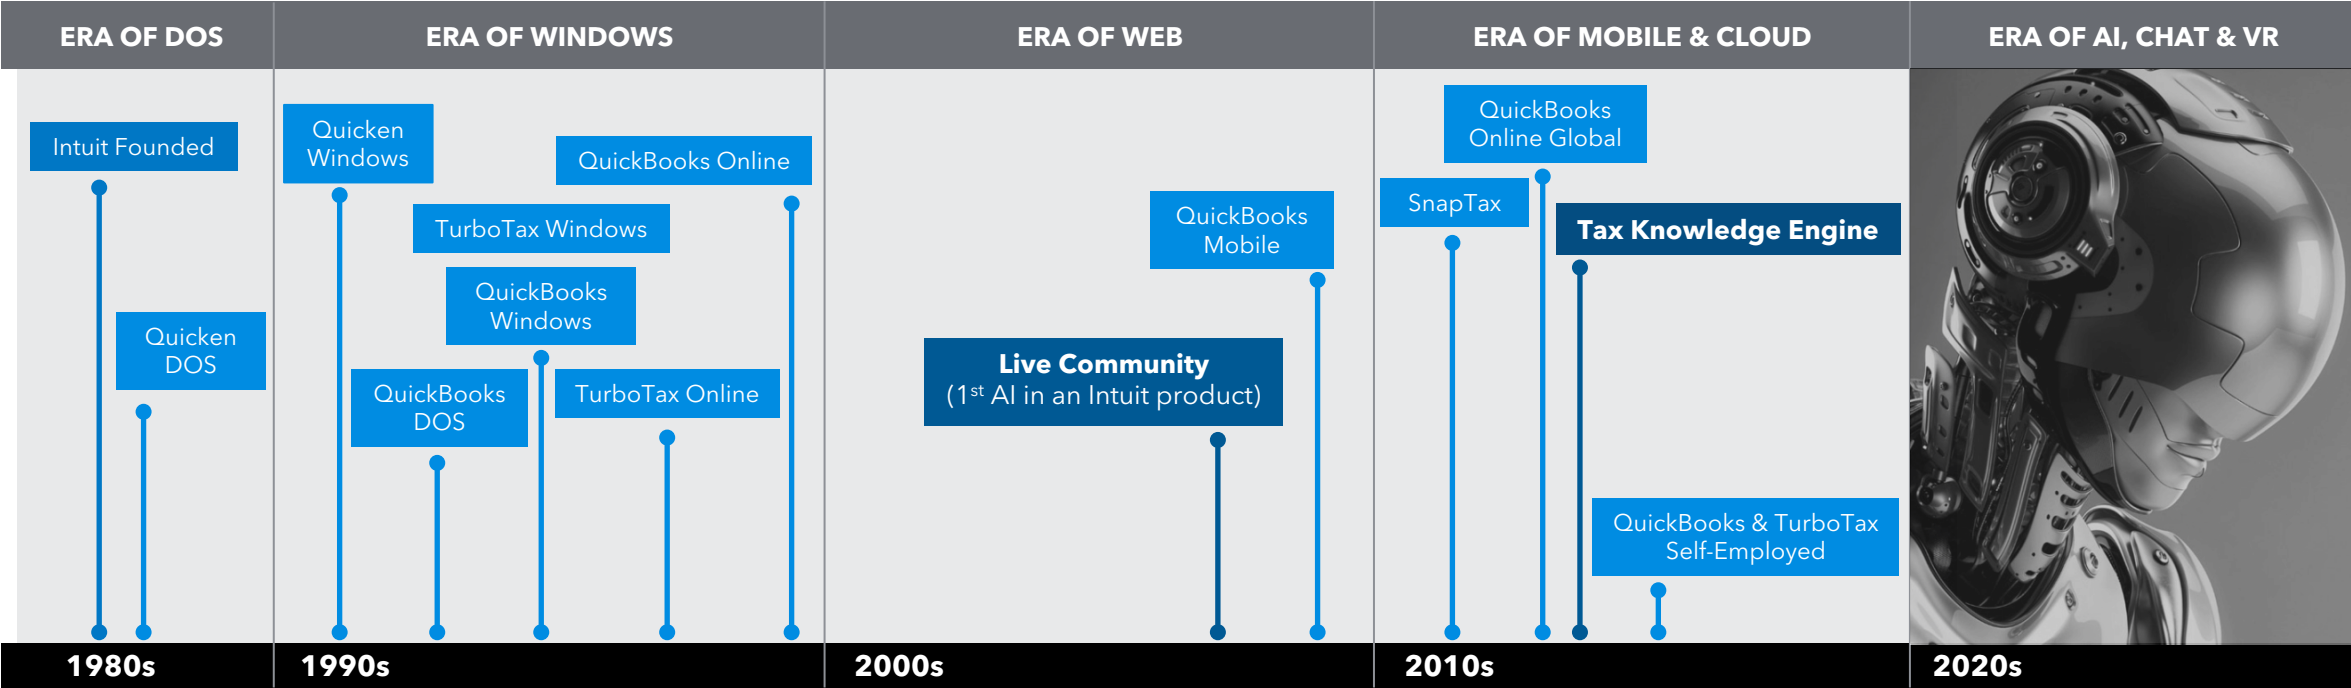 ERA OF DOS
ERA OF WINDOWS
ERA OF WEB
ERA OF MOBILE & CLOUD
ERA OF AI, CHAT & VR
Intuit Founded
Quicken
DOS
Quicken
Windows
QuickBooks Online
TurboTax Windows
QuickBooks
Windows
QuickBooks
DOS
TurboTax Online
QuickBooks
Mobile
Live Community
(1st AI in an Intuit product)
QuickBooks
Online Global
SnapTax
Tax Knowledge Engine
QuickBooks & TurboTax
Self-Employed
1980s
1990s
2000s
2010s
2020s